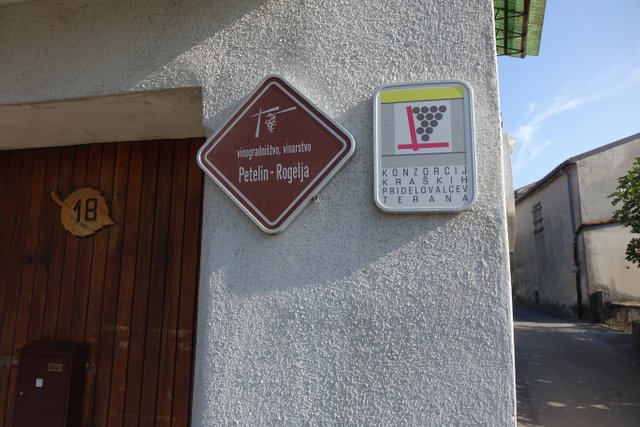 18
vinogradništvo, vinarstvo
Petelin - Rogelja
KONZORCIJ
KRAŠKIH
PRIDELOVALCEV
TERANA